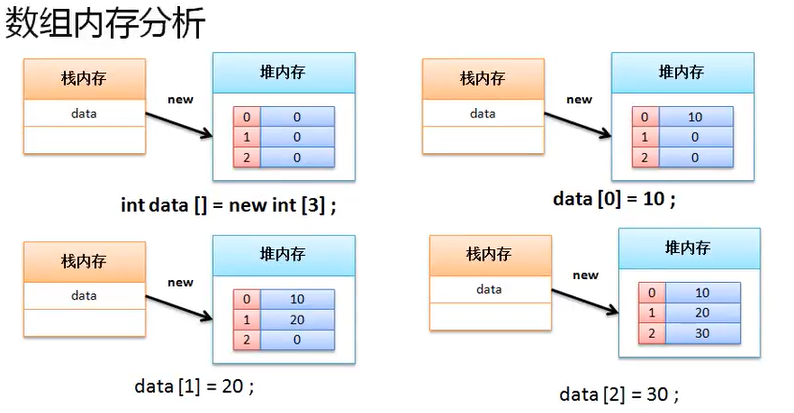 数组内存分析
栈内存
data
new
堆内存
0 0
1 0
2 0
int data [] = new int [3] ;
栈内存
data
new
堆内存
0 10
1 0
2 0
data [0] = 10 ;
栈内存
data
new
堆内存
0 10
1 20
2 0
data [1] = 20 ;
栈内存
data
new
堆内存
0 10
1 20
2 30
data [2] = 30 ;